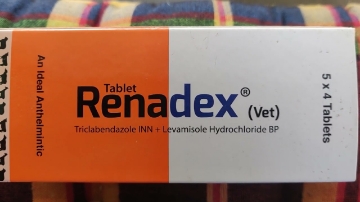 An Ideal Anthelmintic
Tablet
Renadex® (Vet)
Triclabendazole INN + Levamisole Hydrochloride BP
5 x 4 Tablets